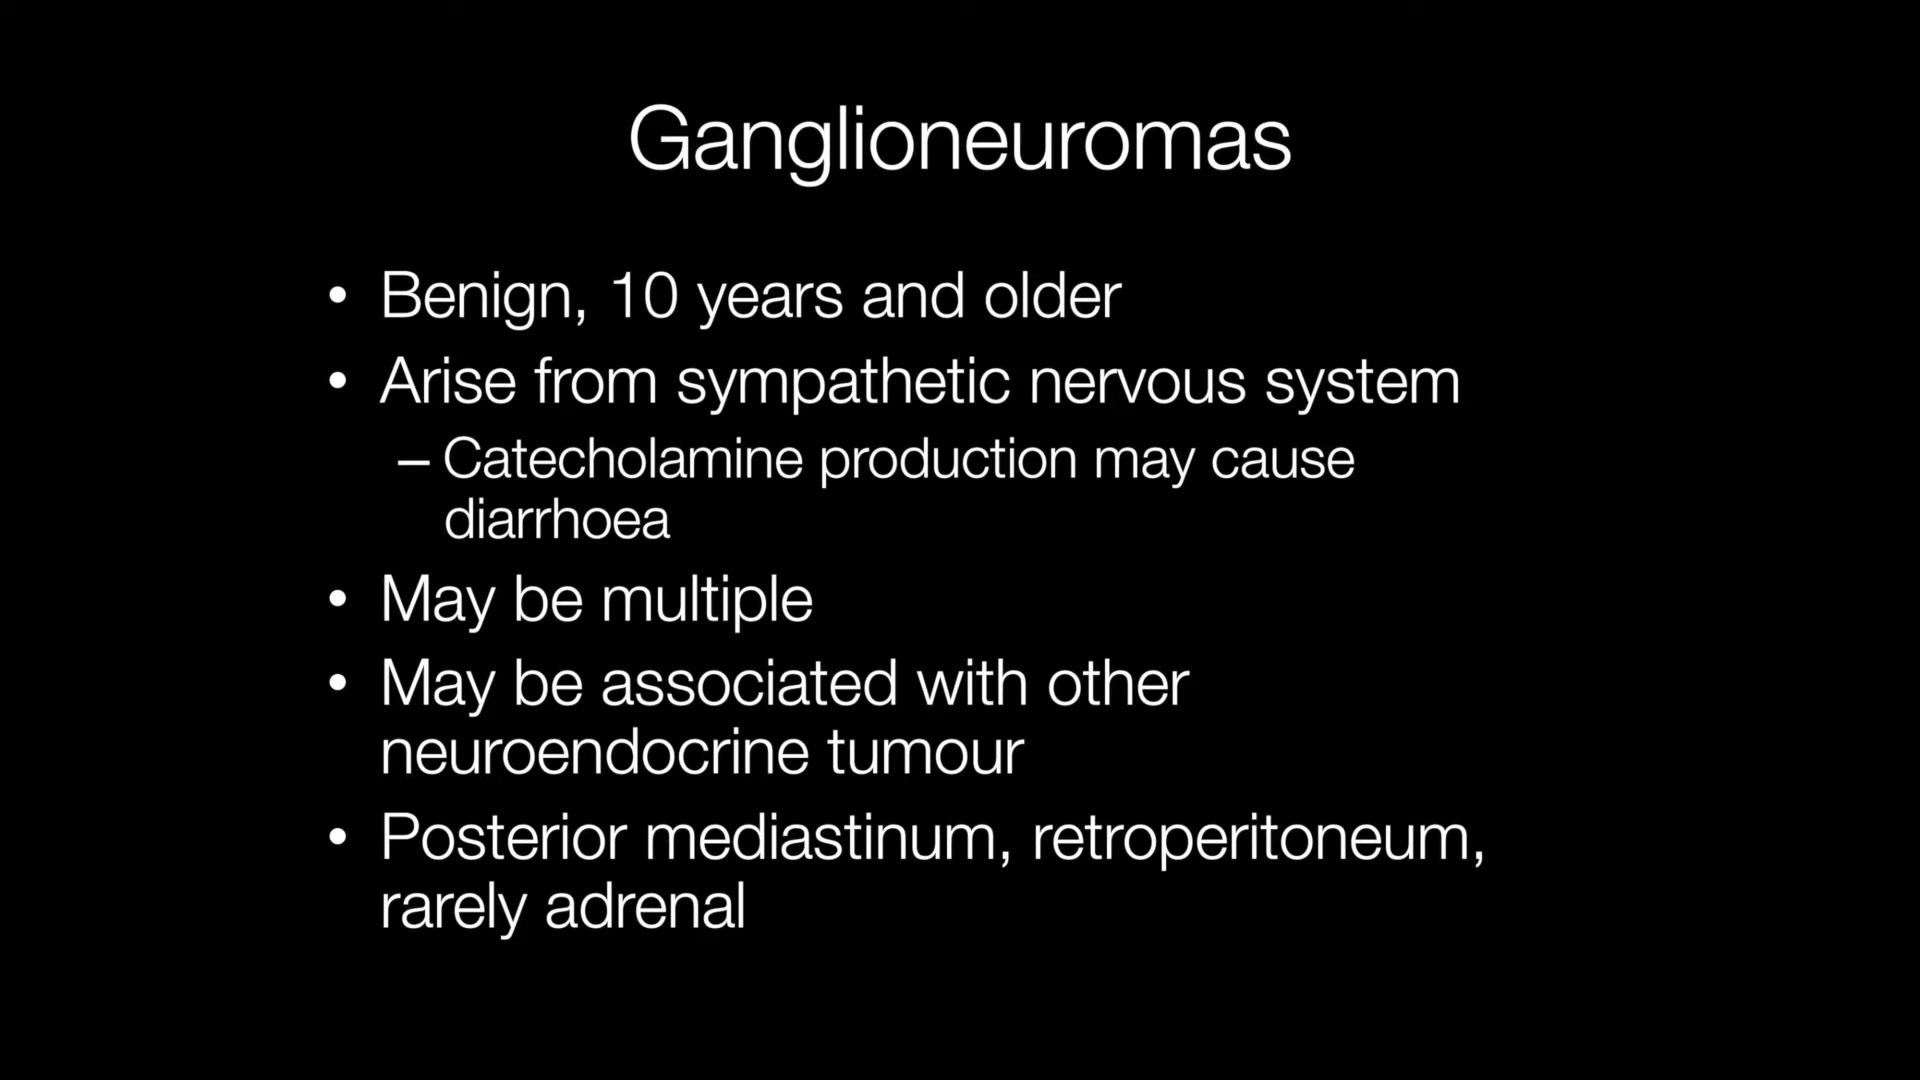 Ganglioneuromas
• Benign, 10 years and older
• Arise from sympathetic nervous system
– Catecholamine production may cause
diarrhoea
• May be multiple
• May be associated with other
neuroendocrine tumour
• Posterior mediastinum, retroperitoneum,
rarely adrenal